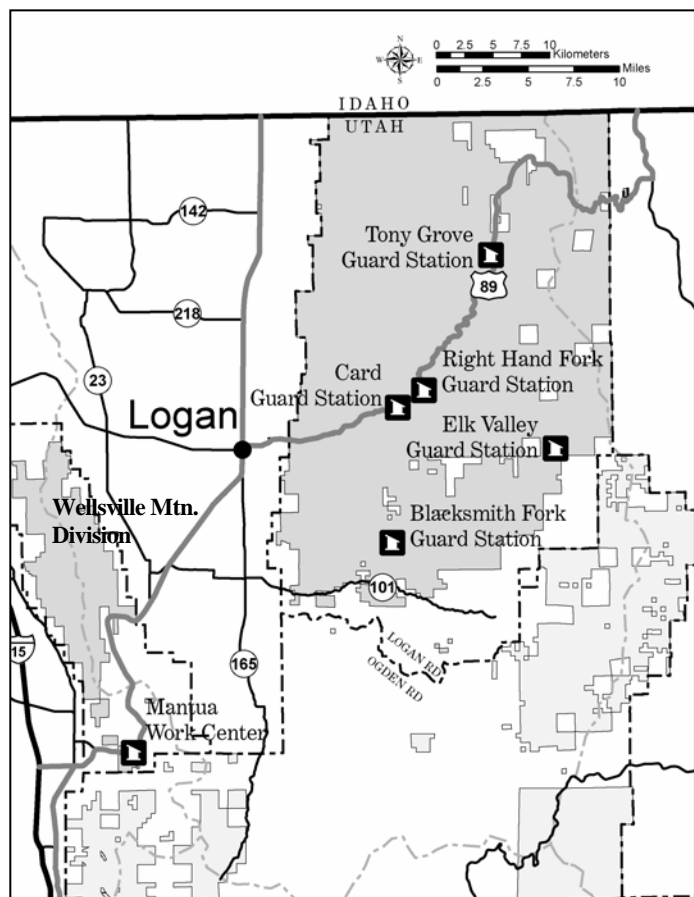 N
W E
S
0 2.5 5 7.5 10
Kilometers
0 2.5 5 7.5 10
Miles
IDAHO
UTAH
142
Tony Grove
Guard Station
89
218
23
Card
Guard Station
Right Hand Fork
Guard Station
Logan
Elk Valley
Guard Station
Wellsville Mtn.
Division
Blacksmith Fork
Guard Station
101
LOGAN RD
OGDEN RD
15
165
Mantua
Work Center